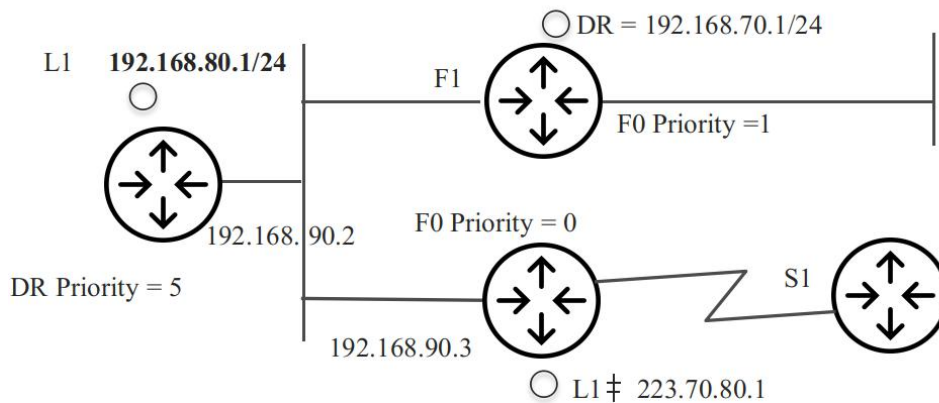 DR = 192.168.70.1/24
L1 192.168.80.1/24
F1
F0 Priority =1
192.168. 90.2
F0 Priority = 0
DR Priority = 5
S1
192.168.90.3
L1‡ 223.70.80.1